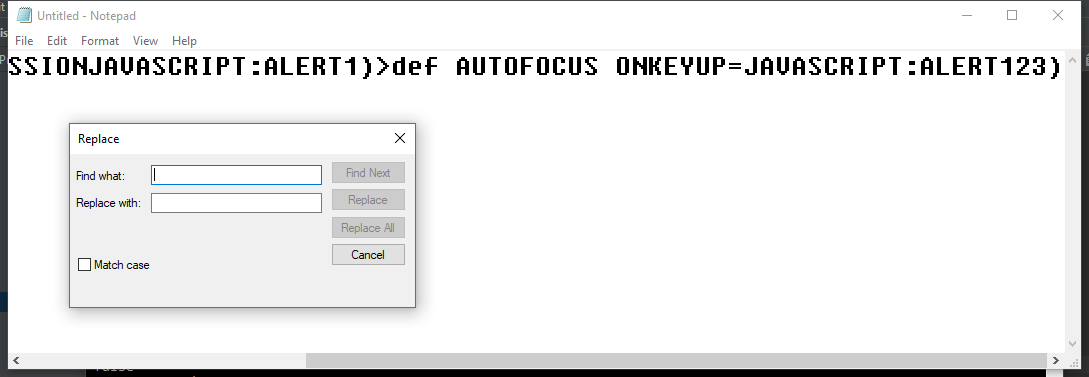 Untitled - Notepad
File Edit Format View Help
SSIONJAVASCRIPT:ALERT1)>def AUTOFOCUS ONKEYUP=JAVASCRIPT:ALERT123)
Replace
Find what:
Find Next
Replace with:
Replace
Replace All
Cancel
Match case